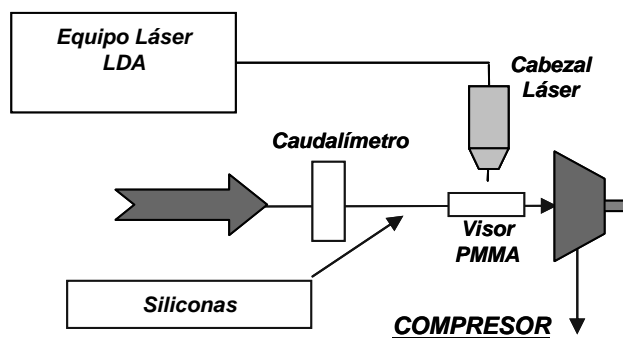 Equipo Láser
LDA
Cabezal
Láser
Caudalímetro
Visor
PMMA
Siliconas
COMPRESOR